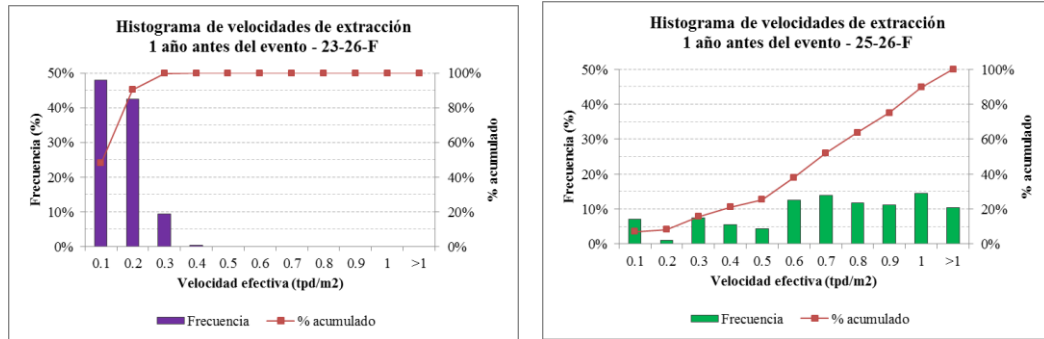 Histograma de velocidades de extracción
1 año antes del evento - 23-26-F
50%
40%
30%
20%
10%
0%
100%
80%
60%
40%
20%
0%
Frecuencia (%)
% acumulado
0.1 0.2 0.3 0.4 0.5 0.6 0.7 0.8 0.9 1 >1
Velocidad efectiva (tpd/m2)
Frecuencia % acumulado
Histograma de velocidades de extracción
1 año antes del evento - 25-26-F
50%
40%
30%
20%
10%
0%
100%
80%
60%
40%
20%
0%
Frecuencia (%)
% acumulado
0.1 0.2 0.3 0.4 0.5 0.6 0.7 0.8 0.9 1 >1
Velocidad efectiva (tpd/m2)
Frecuencia % acumulado